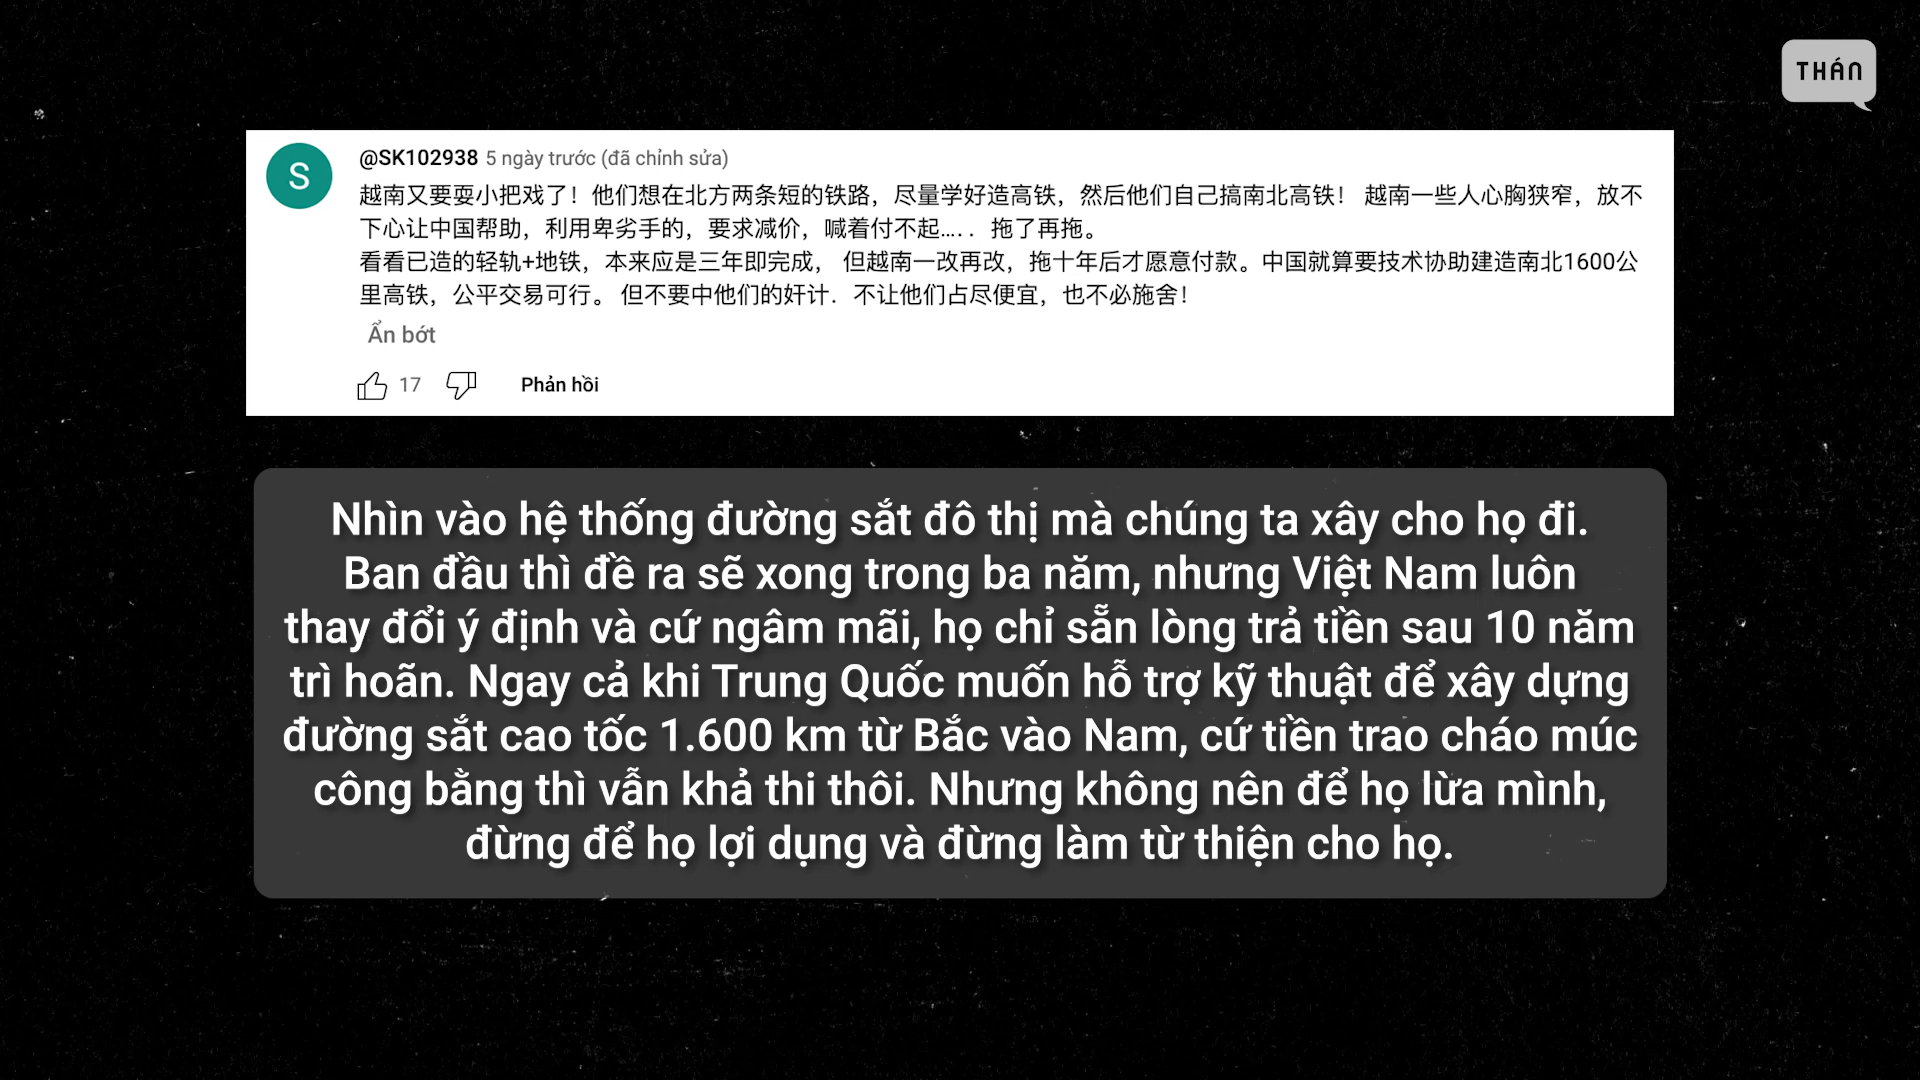 THÁN
@SK102938 5 ngày trước (đã chỉnh sửa)
越南又要耍小把戏了！他们想在北方两条短的铁路，尽量学好造高铁，然后他们自己搞南北高铁！ 越南一些人心胸狭窄，放不
下心让中国帮助，利用卑劣手的，要求减价，喊着付不起.... . 拖了再拖。
看看已造的轻轨+地铁，本来应是三年即完成， 但越南一改再改，拖十年后才愿意付款。中国就算要技术协助建造南北1600公
里高铁，公平交易可行。 但不要中他们的奸计. 不让他们占尽便宜，也不必施舍！
Ẩn bớt
17 Phản hồi
Nhìn vào hệ thống đường sắt đô thị mà chúng ta xây cho họ đi.
Ban đầu thì đề ra sẽ xong trong ba năm, nhưng Việt Nam luôn
thay đổi ý định và cứ ngâm mãi, họ chỉ sẵn lòng trả tiền sau 10 năm
trì hoãn. Ngay cả khi Trung Quốc muốn hỗ trợ kỹ thuật để xây dựng
đường sắt cao tốc 1.600 km từ Bắc vào Nam, cứ tiền trao cháo múc
công bằng thì vẫn khả thi thôi. Nhưng không nên để họ lừa mình,
đừng để họ lợi dụng và đừng làm từ thiện cho họ.